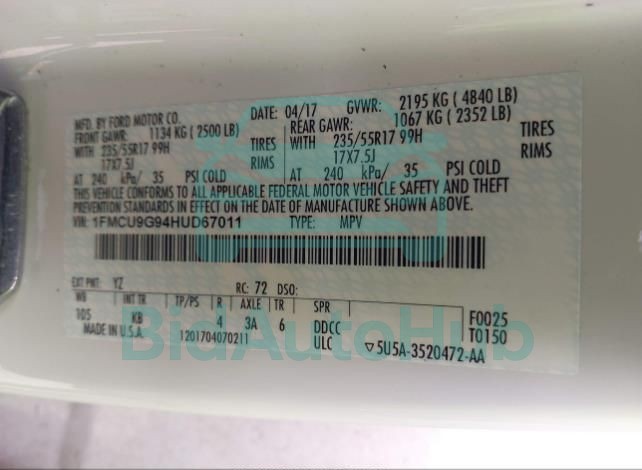 MFD. BY FORD MOTOR CO.
DATE: 04/17 GVWR: 2195 KG ( 4840 LB)
FRONT GAWR: 1134 KG ( 2500 LB) REAR GAWR: 1067 KG ( 2352 LB)
WITH 235/55R17 99H TIRES WITH 235/55R17 99H TIRES
17X7.5J RIMS 17X7.5J RIMS
AT 240 kPa/ 35 PSI COLD AT 240 kPa/ 35 PSI COLD
THIS VEHICLE CONFORMS TO ALL APPLICABLE FEDERAL MOTOR VEHICLE SAFETY AND THEFT
PREVENTION STANDARDS IN EFFECT ON THE DATE OF MANUFACTURE SHOWN ABOVE.
VIN: 1FMCU9G94HUD67011 TYPE: MPV
EXT PNT: YZ RC: 72 DSO:
WB INT TR TP/PS R AXLE TR SPR
105 KB 4 3A 6 DDCC F0025
MADE IN U.S.A. ULC T0150
1201704070211 ▽5U5A-3520472-AA
BidAutoHub